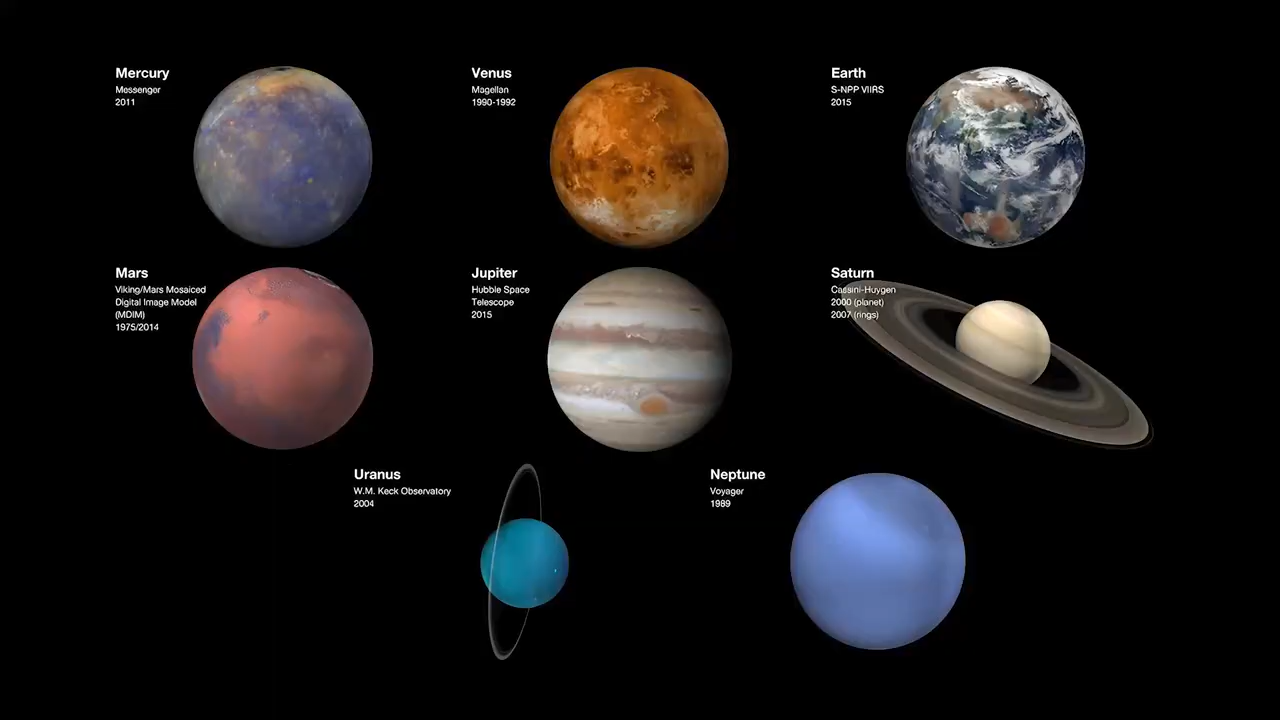 Mercury
Messenger
2011
Venus
Magellan
1990-1992
Earth
S-NPP VIIRS
2015
Mars
Viking/Mars Mosaiced
Digital Image Model
(MDIM)
1975/2014
Jupiter
Hubble Space
Telescope
2015
Saturn
Cassini-Huygen
2000 (planet)
2007 (rings)
Uranus
W.M. Keck Observatory
2004
Neptune
Voyager
1989